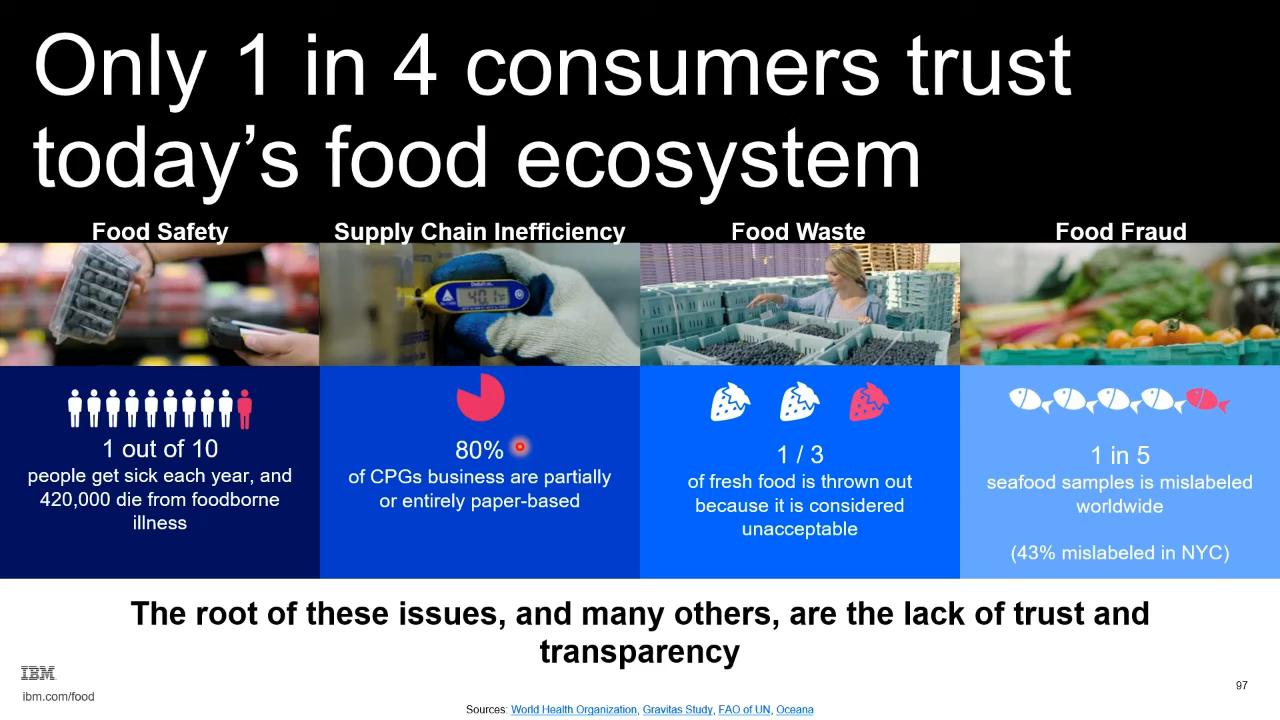 Only 1 in 4 consumers trust
today’s food ecosystem
Food Safety
Supply Chain Inefficiency
Food Waste
Food Fraud
40.1
1 out of 10
people get sick each year, and
420,000 die from foodborne
illness
80%
of CPGs business are partially
or entirely paper-based
1 / 3
of fresh food is thrown out
because it is considered
unacceptable
1 in 5
seafood samples is mislabeled
worldwide
(43% mislabeled in NYC)
The root of these issues, and many others, are the lack of trust and
transparency
IBM
ibm.com/food
97
Sources: World Health Organization, Gravitas Study, FAO of UN, Oceana